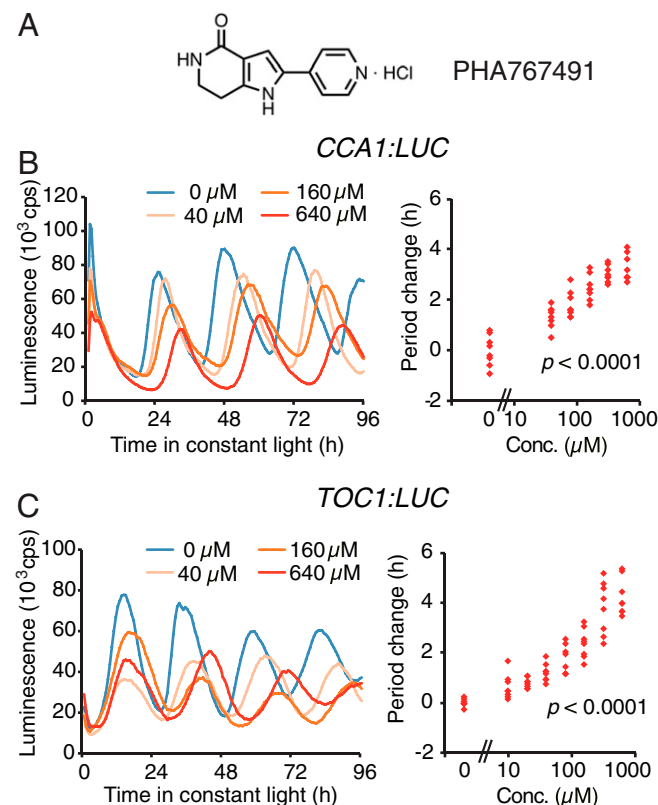 A
O
HN
N · HCl
N
H
PHA767491
B
CCA1:LUC
0 µM
160 µM
40 µM
640 µM
Luminescence (10³ cps)
120
100
80
60
40
20
0
0 24 48 72 96
Time in constant light (h)
Period change (h)
6
4
2
0
-2
p < 0.0001
0 10 100 1000
Conc. (µM)
C
TOC1:LUC
0 µM
160 µM
40 µM
640 µM
Luminescence (10³ cps)
100
80
60
40
20
0
0 24 48 72 96
Time in constant light (h)
Period change (h)
6
4
2
0
-2
p < 0.0001
0 10 100 1000
Conc. (µM)